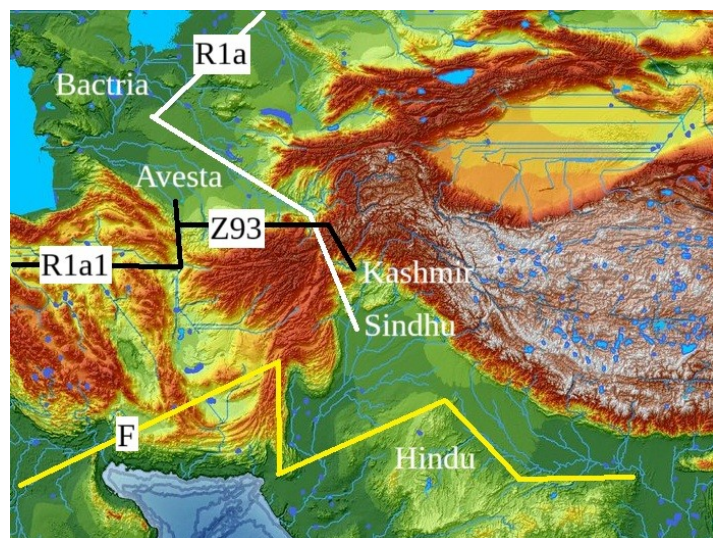 R1a
Bactria
Avesta
Z93
R1a1
Kashmir
Sindhu
F
Hindu